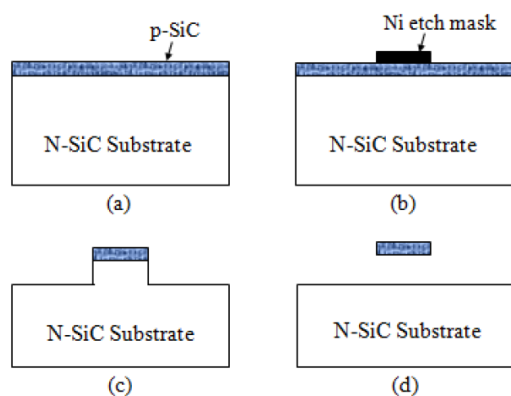 p-SiC
Ni etch mask
N-SiC Substrate
N-SiC Substrate
(a)
(b)
N-SiC Substrate
N-SiC Substrate
(c)
(d)